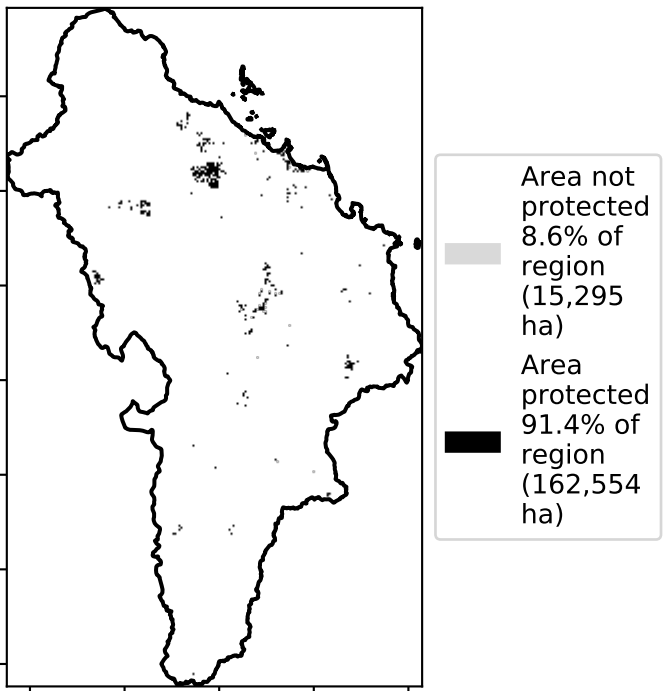 Area not
protected
8.6% of
region
(15,295
ha)
Area
protected
91.4% of
region
(162,554
ha)